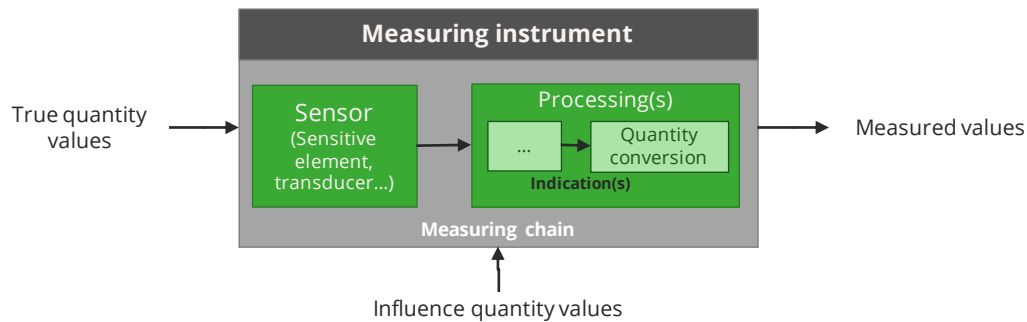 Measuring instrument
True quantity
values
Sensor
(Sensitive
element,
transducer...)
Processing(s)
...
Quantity
conversion
Indication(s)
Measuring chain
Measured values
Influence quantity values